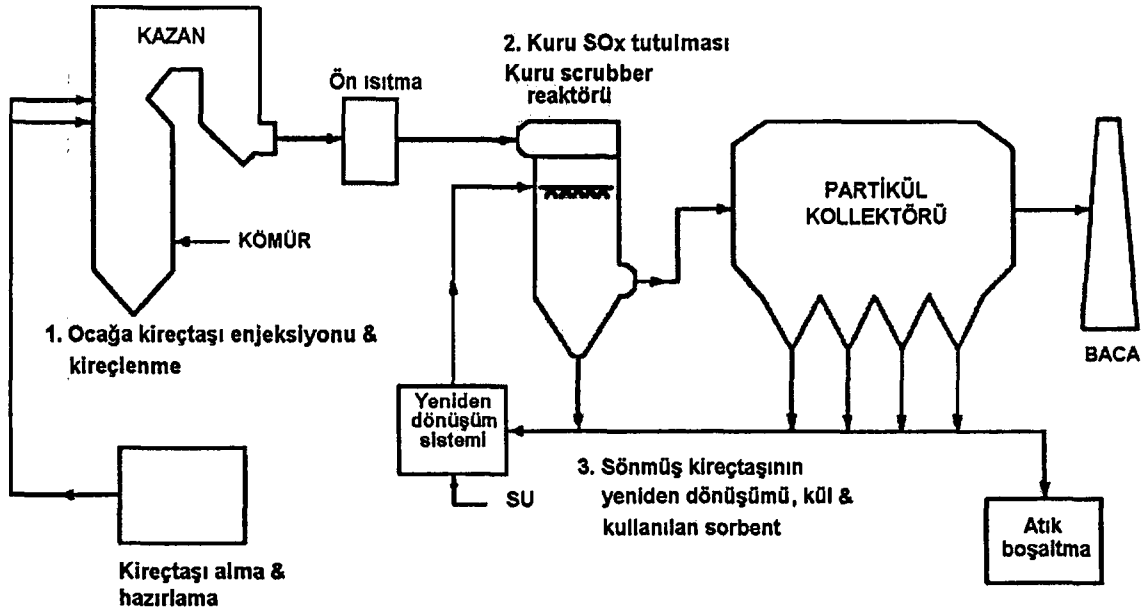 KAZAN
Ön ısıtma
2. Kuru SOx tutulması
Kuru scrubber
reaktörü
PARTİKÜL
KOLLEKTÖRÜ
KÖMÜR
BACA
1. Ocağa kireçtaşı enjeksiyonu &
kireçlenme
Yeniden
dönüşüm
sistemi
SU
3. Sönmüş kireçtaşının
yeniden dönüşümü, kül &
kullanılan sorbent
Atık
boşaltma
Kireçtaşı alma &
hazırlama